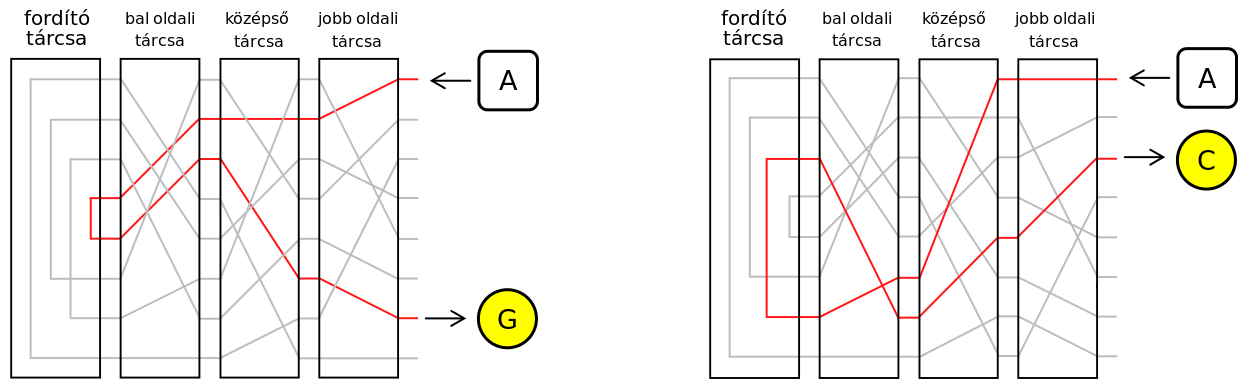 fordító
tárcsa
bal oldali
tárcsa
középső
tárcsa
jobb oldali
tárcsa
A
G
fordító
tárcsa
bal oldali
tárcsa
középső
tárcsa
jobb oldali
tárcsa
A
C